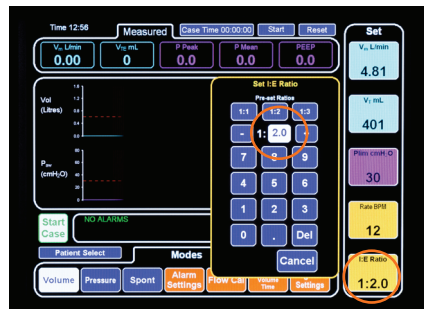 Time 12:56 Measured Case Time 00:00:00 Start Reset Set
Vₘ L/min VTE mL P Peak P Mean PEEP Vₘ L/min
0.00 0 0.0 0.0 0.0 4.81
Set I:E Ratio
Pre-set Ratios
1:1 1:2 1:3
Vol
(Litres)
1.6
1.2
0.8
0.4
0.0
- 1: 2.0 +
VT mL
401
7 8 9
Plim cmH₂O
30
Paw
(cmH₂O)
80
60
40
20
0
4 5 6
1 2 3
Rate BPM
12
0 . Del
Start
Case
NO ALARMS
Cancel
Patient Select Modes
I:E Ratio
1:2.0
Volume Pressure Spont Alarm
Settings Flow Cal Volume
Time Settings